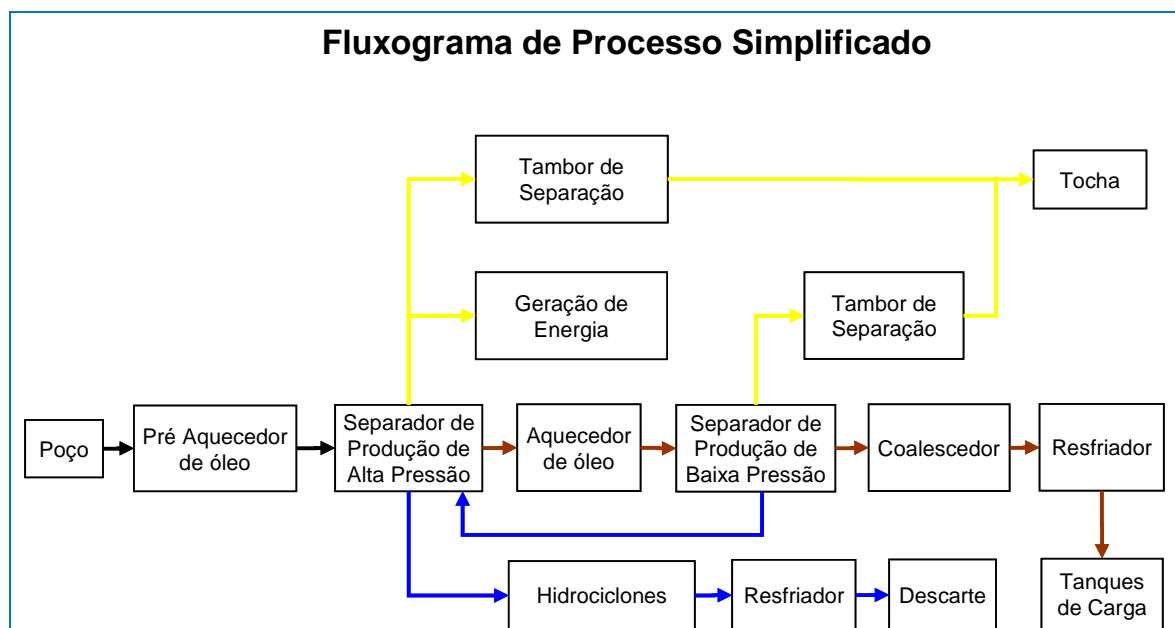 Fluxograma de Processo Simplificado
Tambor de
Separação
Tocha
Geração de
Energia
Tambor de
Separação
Poço
Pré Aquecedor
de óleo
Separador de
Produção de
Alta Pressão
Aquecedor
de óleo
Separador de
Produção de
Baixa Pressão
Coalescedor
Resfriador
Hidrociclones
Resfriador
Descarte
Tanques
de Carga